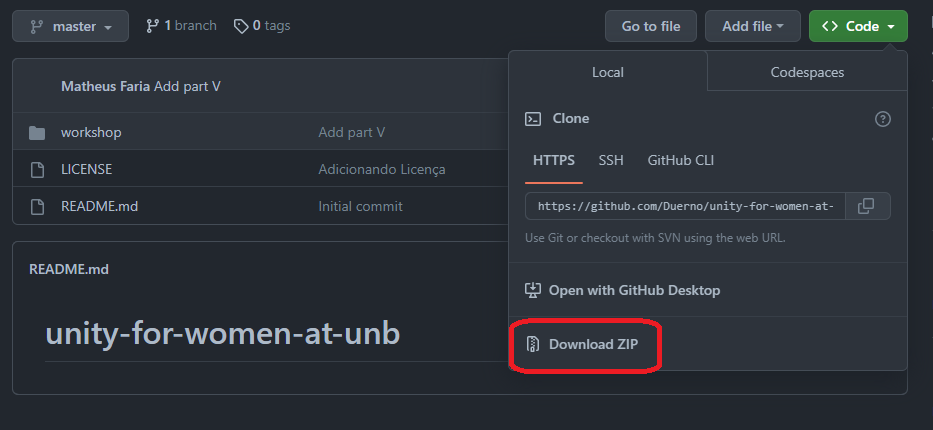 master 1 branch 0 tags Go to file Add file Code
Local Codespaces
Matheus Faria Add part V
Clone
workshop Add part V
HTTPS SSH GitHub CLI
LICENSE Adicionando Licença
README.md Initial commit
https://github.com/Duerno/unity-for-women-at-
Use Git or checkout with SVN using the web URL.
README.md
Open with GitHub Desktop
unity-for-women-at-unb
Download ZIP